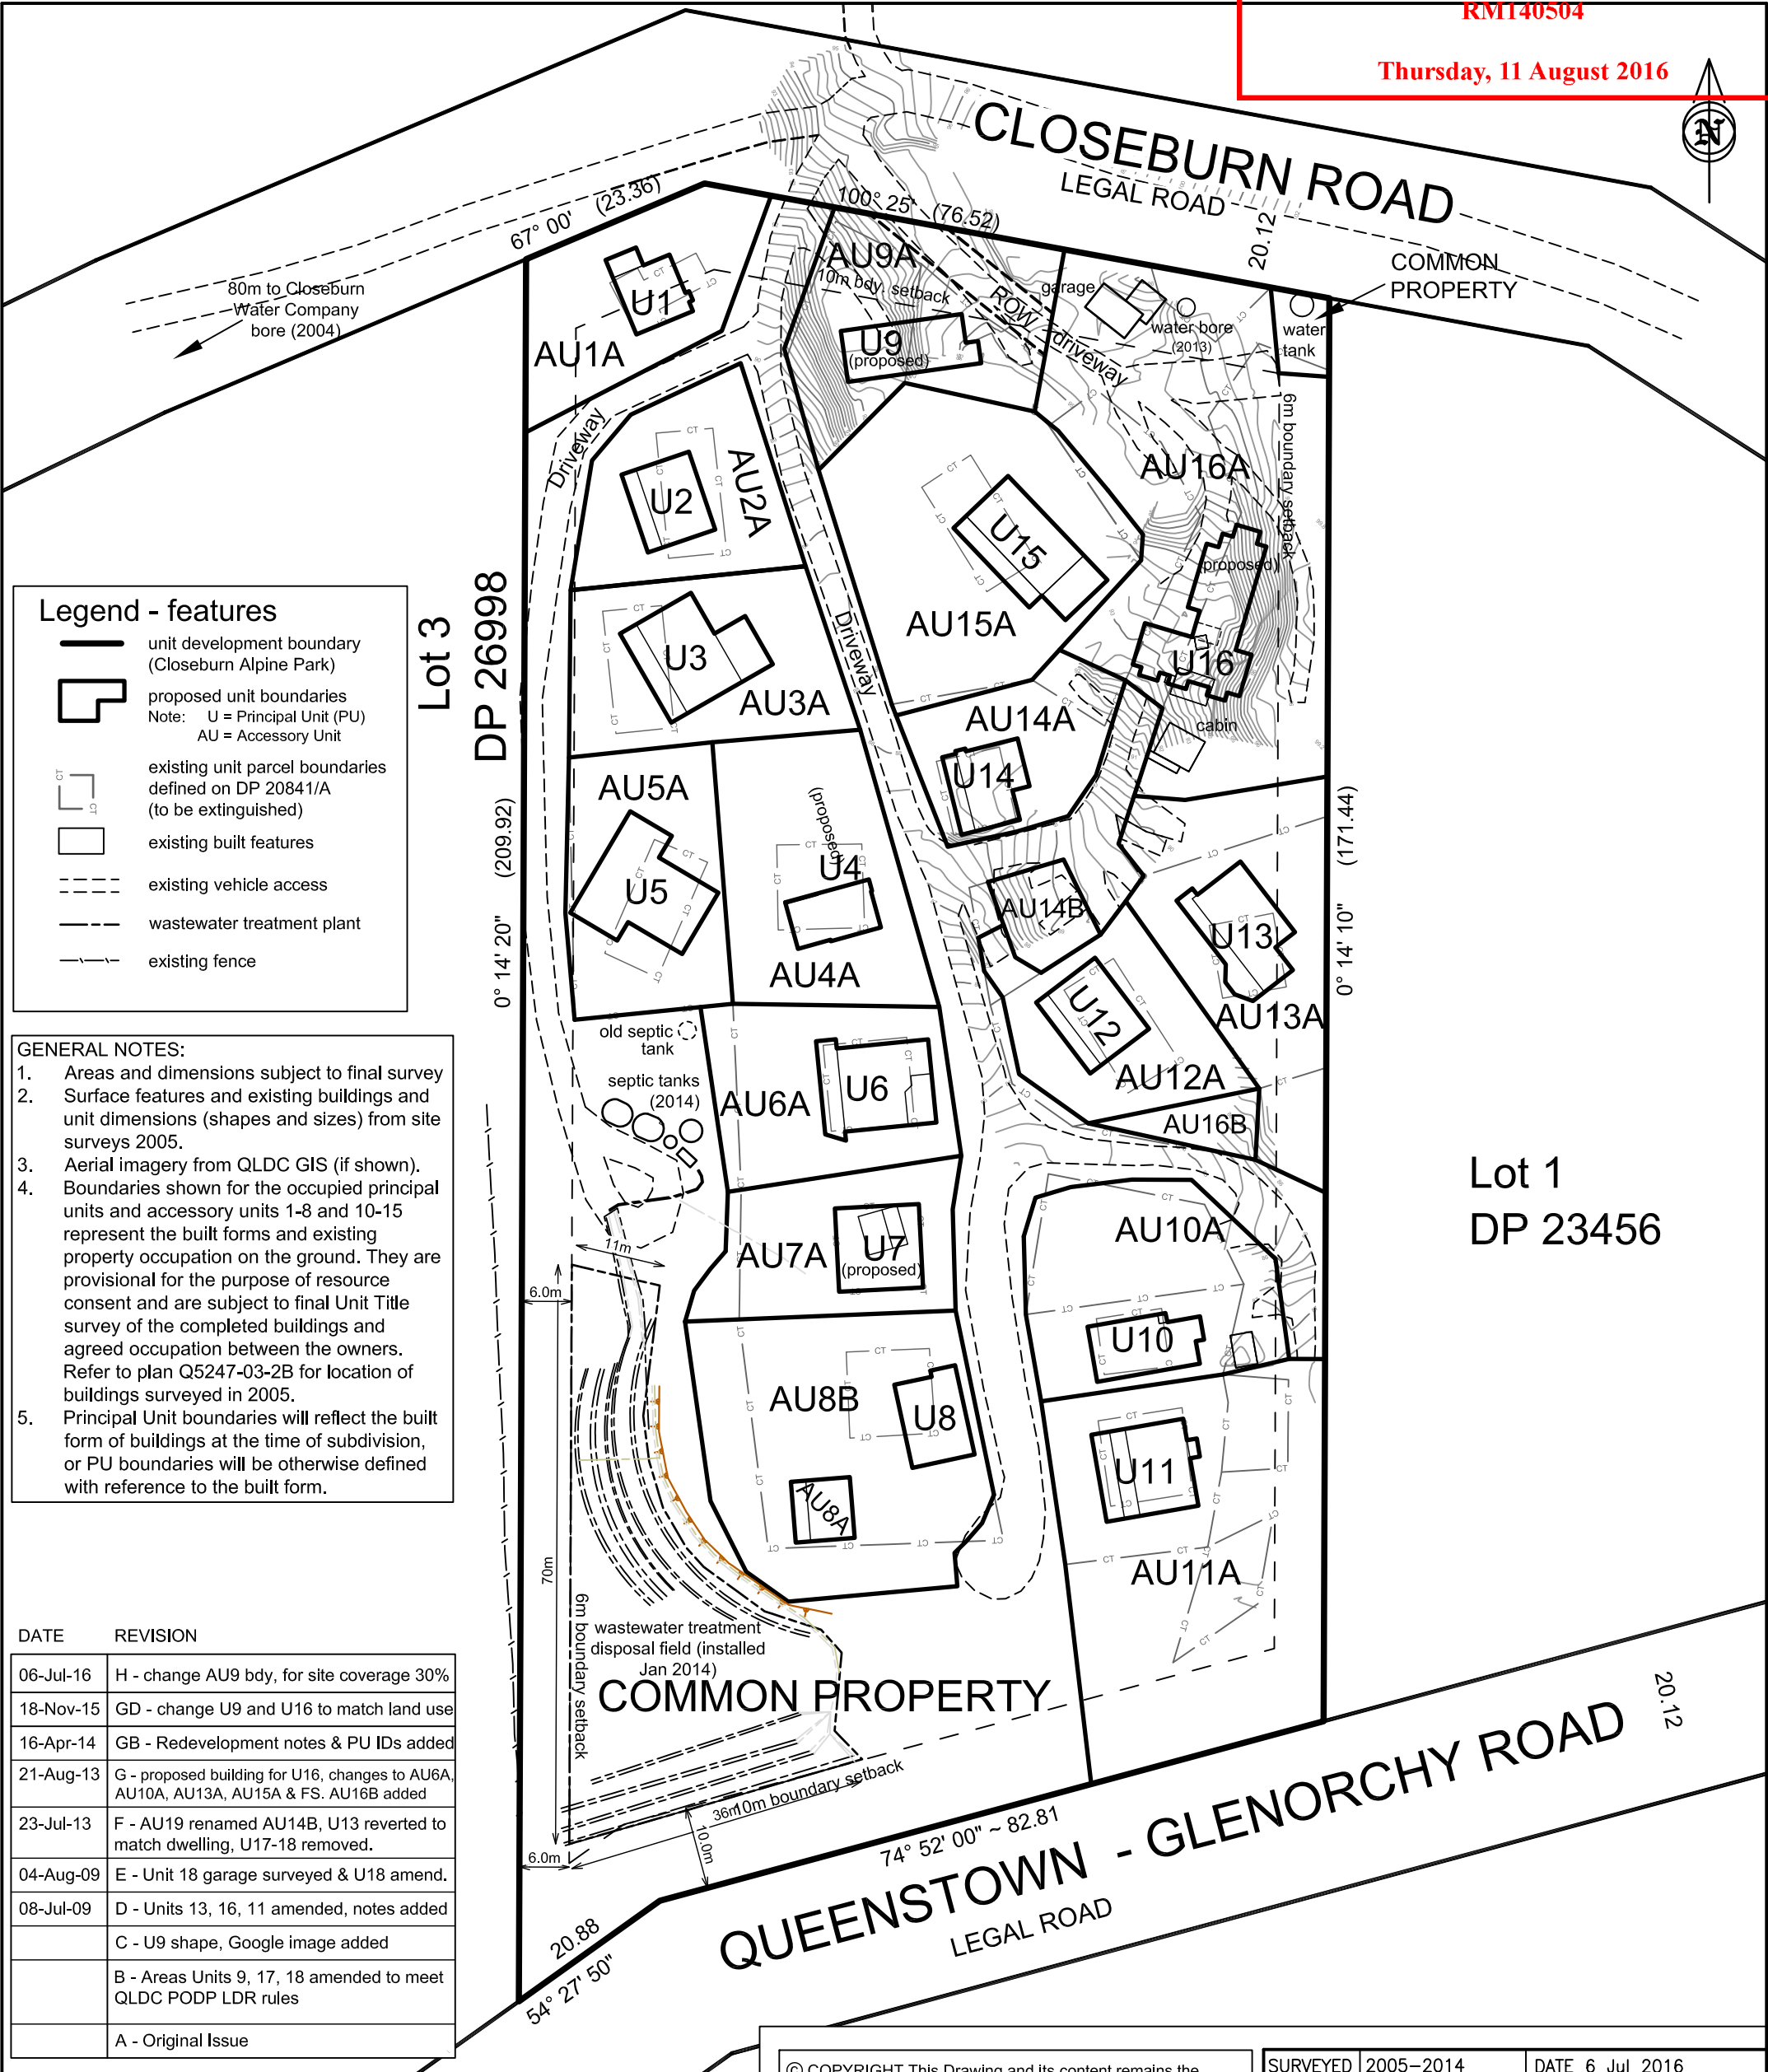 RM140504
Thursday, 11 August 2016
N
CLOSEBURN ROAD
LEGAL ROAD
20.12
COMMON
PROPERTY
67° 00' (23.36)
100° 25' (76.52)
80m to Closeburn
Water Company
bore (2004)
U1
AU1A
AU9A
10m bdy. setback
U9
(proposed)
ROW
driveway
garage
water bore
(2013)
water
tank
6m boundary setback
Driveway
U2
AU2A
U15
AU15A
AU16A
(proposed)
U16
cabin
Driveway
U3
AU3A
AU14A
U14
AU14B
Lot 3
DP 26998
0° 14' 20" (209.92)
AU5A
U5
(proposed)
U4
AU4A
U13
AU13A
U12
AU12A
AU16B
0° 14' 10" (171.44)
Lot 1
DP 23456
old septic
tank
septic tanks
(2014)
AU6A
U6
AU7A
U7
(proposed)
AU10A
U10
11m
6.0m
AU8B
U8
AU8A
U11
AU11A
70m
6m boundary setback
wastewater treatment
disposal field (installed
Jan 2014)
COMMON PROPERTY
36m
10m boundary setback
10.0m
6.0m
74° 52' 00" ~ 82.81
QUEENSTOWN - GLENORCHY ROAD
LEGAL ROAD
20.12
20.88
54° 27' 50"
Legend - features
unit development boundary
(Closeburn Alpine Park)
proposed unit boundaries
Note: U = Principal Unit (PU)
AU = Accessory Unit
CT
CT
existing unit parcel boundaries
defined on DP 20841/A
(to be extinguished)
existing built features
existing vehicle access
wastewater treatment plant
existing fence
GENERAL NOTES:
1. Areas and dimensions subject to final survey
2. Surface features and existing buildings and
unit dimensions (shapes and sizes) from site
surveys 2005.
3. Aerial imagery from QLDC GIS (if shown).
4. Boundaries shown for the occupied principal
units and accessory units 1-8 and 10-15
represent the built forms and existing
property occupation on the ground. They are
provisional for the purpose of resource
consent and are subject to final Unit Title
survey of the completed buildings and
agreed occupation between the owners.
Refer to plan Q5247-03-2B for location of
buildings surveyed in 2005.
5. Principal Unit boundaries will reflect the built
form of buildings at the time of subdivision,
or PU boundaries will be otherwise defined
with reference to the built form.
DATE REVISION
06-Jul-16 H - change AU9 bdy, for site coverage 30%
18-Nov-15 GD - change U9 and U16 to match land use
16-Apr-14 GB - Redevelopment notes & PU IDs added
21-Aug-13 G - proposed building for U16, changes to AU6A,
AU10A, AU13A, AU15A & FS. AU16B added
23-Jul-13 F - AU19 renamed AU14B, U13 reverted to
match dwelling, U17-18 removed.
04-Aug-09 E - Unit 18 garage surveyed & U18 amend.
08-Jul-09 D - Units 13, 16, 11 amended, notes added
C - U9 shape, Google image added
B - Areas Units 9, 17, 18 amended to meet
QLDC PODP LDR rules
A - Original Issue
© COPYRIGHT This Drawing and its content remains the
SURVEYED 2005-2014 DATE 6 Jul 2016